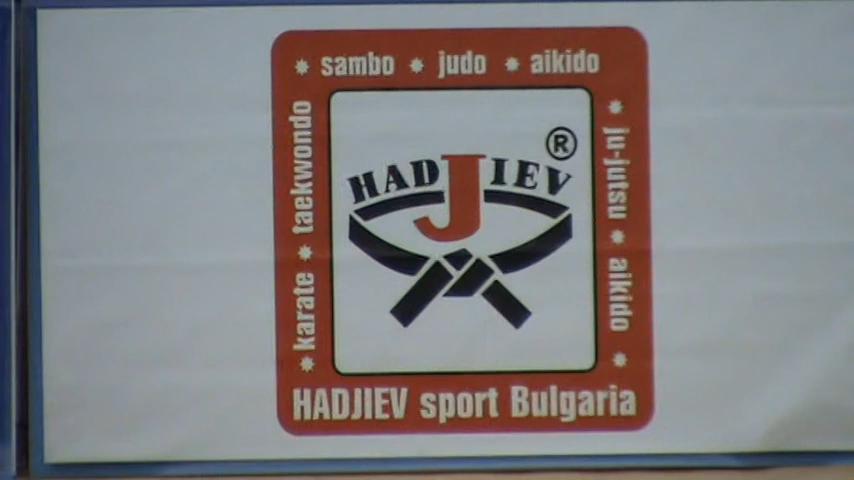 * sambo * judo * aikido
* karate * taekwondo
* ju-jutsu * aikido *
HADJIEV ®
HADJIEV sport Bulgaria